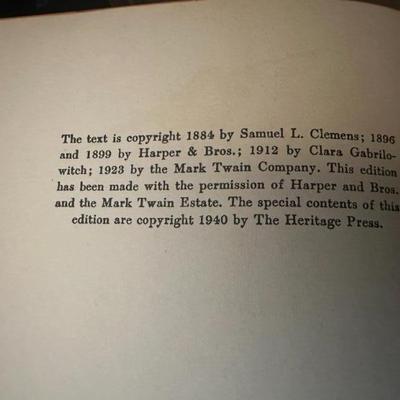 The text is copyright 1884 by Samuel L. Clemens; 1896
and 1899 by Harper & Bros.; 1912 by Clara Gabrilo-
witch; 1923 by the Mark Twain Company. This edition
has been made with the permission of Harper and Bros.
and the Mark Twain Estate. The special contents of this
edition are copyright 1940 by The Heritage Press.